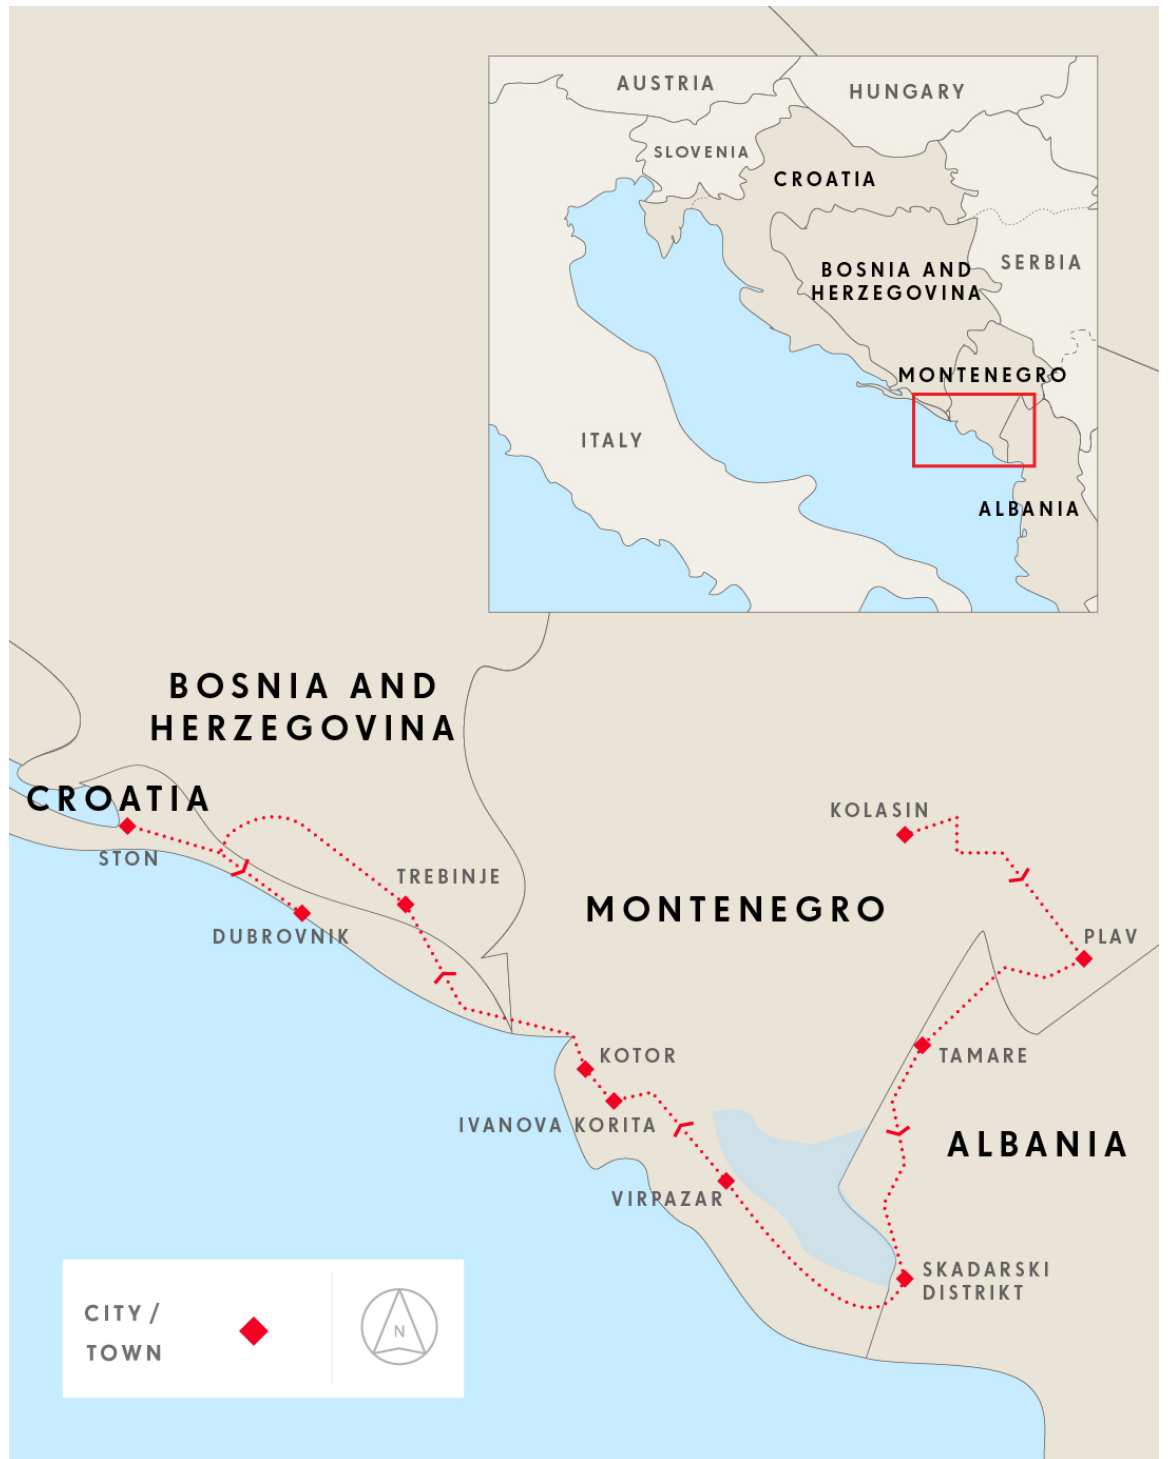 AUSTRIA
HUNGARY
SLOVENIA
CROATIA
BOSNIA AND
HERZEGOVINA
SERBIA
MONTENEGRO
ITALY
ALBANIA
BOSNIA AND
HERZEGOVINA
CROATIA
STON
KOLASIN
TREBINJE
MONTENEGRO
DUBROVNIK
PLAV
KOTOR
TAMARE
IVANOVA KORITA
ALBANIA
VIRPAZAR
SKADARSKI
DISTRIKT
CITY /
TOWN
N